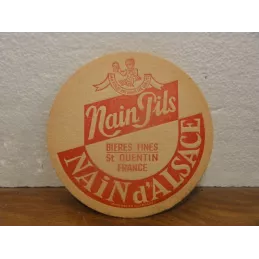 Nain Pils
BIERES FINES
St QUENTIN
FRANCE
NAiN d'ALSACE